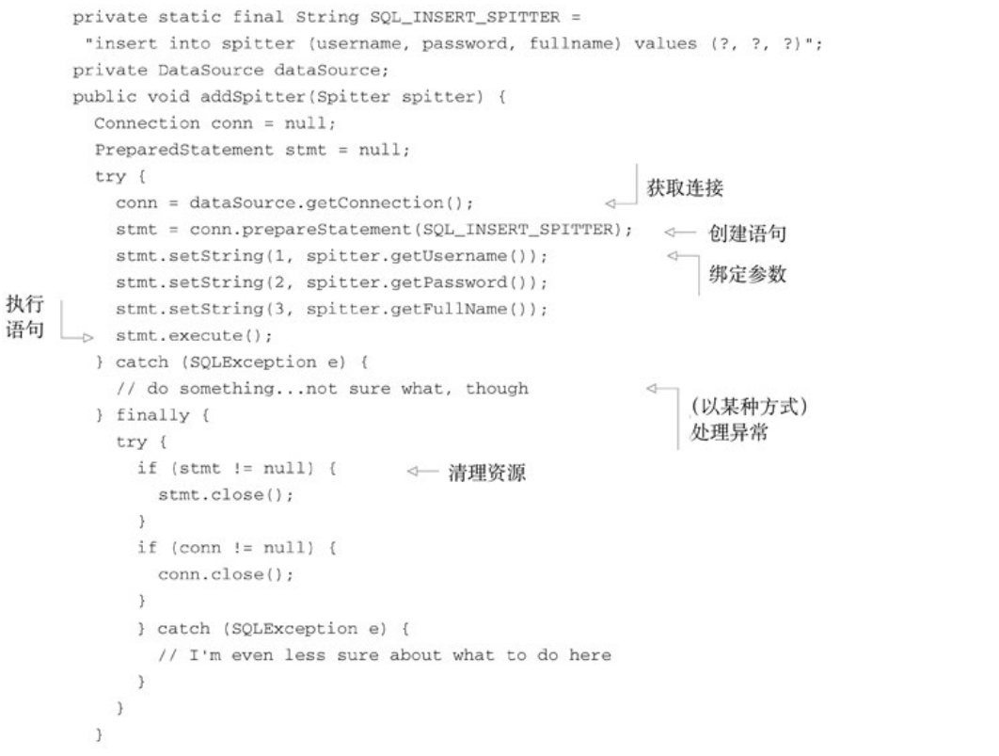 private static final String SQL_INSERT_SPITTER =
"insert into spitter (username, password, fullname) values (?, ?, ?)";
private DataSource dataSource;
public void addSpitter(Spitter spitter) {
Connection conn = null;
PreparedStatement stmt = null;
try {
conn = dataSource.getConnection();
获取连接
stmt = conn.prepareStatement(SQL_INSERT_SPITTER);
创建语句
stmt.setString(1, spitter.getUsername());
绑定参数
stmt.setString(2, spitter.getPassword());
stmt.setString(3, spitter.getFullName());
执行
语句
stmt.execute();
} catch (SQLException e) {
// do something...not sure what, though
(以某种方式)
处理异常
} finally {
try {
if (stmt != null) {
清理资源
stmt.close();
}
if (conn != null) {
conn.close();
}
} catch (SQLException e) {
// I'm even less sure about what to do here
}
}
}